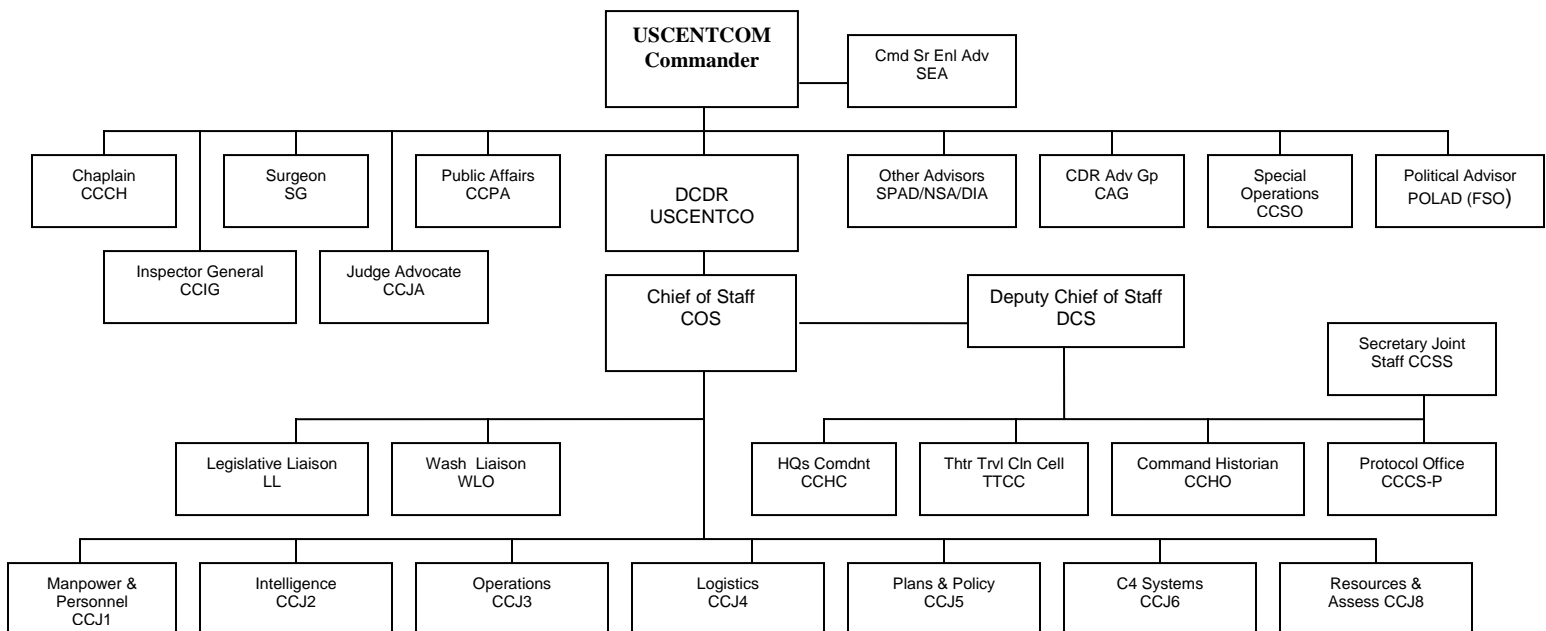 USCENTCOM
Commander
Cmd Sr Enl Adv
SEA
Chaplain
CCCH
Surgeon
SG
Public Affairs
CCPA
DCDR
USCENTCO
Other Advisors
SPAD/NSA/DIA
CDR Adv Gp
CAG
Special
Operations
CCSO
Political Advisor
POLAD (FSO)
Inspector General
CCIG
Judge Advocate
CCJA
Chief of Staff
COS
Deputy Chief of Staff
DCS
Secretary Joint
Staff CCSS
Legislative Liaison
LL
Wash Liaison
WLO
HQs Comdnt
CCHC
Thtr Trvl Cln Cell
TTCC
Command Historian
CCHO
Protocol Office
CCCS-P
Manpower &
Personnel
CCJ1
Intelligence
CCJ2
Operations
CCJ3
Logistics
CCJ4
Plans & Policy
CCJ5
C4 Systems
CCJ6
Resources &
Assess CCJ8